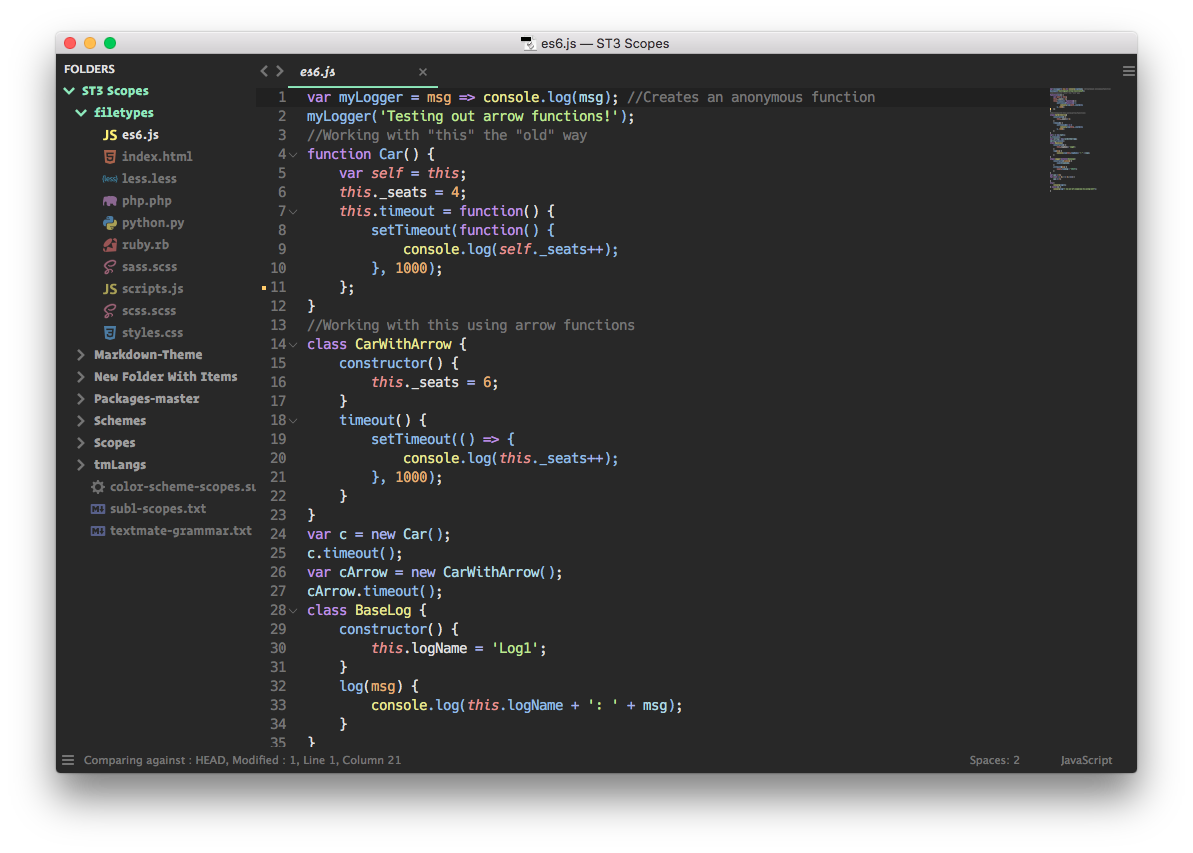 es6.js — ST3 Scopes
FOLDERS
ST3 Scopes
filetypes
JS es6.js
index.html
{less} less.less
php.php
python.py
ruby.rb
sass.scss
JS scripts.js
scss.scss
styles.css
Markdown-Theme
New Folder With Items
Packages-master
Schemes
Scopes
tmLangs
color-scheme-scopes.su
subl-scopes.txt
textmate-grammar.txt
es6.js
1 var myLogger = msg => console.log(msg); //Creates an anonymous function
2 myLogger('Testing out arrow functions!');
3 //Working with "this" the "old" way
4 function Car() {
5     var self = this;
6     this._seats = 4;
7     this.timeout = function() {
8         setTimeout(function() {
9             console.log(self._seats++);
10         }, 1000);
11     };
12 }
13 //Working with this using arrow functions
14 class CarWithArrow {
15     constructor() {
16         this._seats = 6;
17     }
18     timeout() {
19         setTimeout(() => {
20             console.log(this._seats++);
21         }, 1000);
22     }
23 }
24 var c = new Car();
25 c.timeout();
26 var cArrow = new CarWithArrow();
27 cArrow.timeout();
28 class BaseLog {
29     constructor() {
30         this.logName = 'Log1';
31     }
32     log(msg) {
33         console.log(this.logName + ': ' + msg);
34     }
35 }
Comparing against : HEAD, Modified : 1, Line 1, Column 21
Spaces: 2
JavaScript